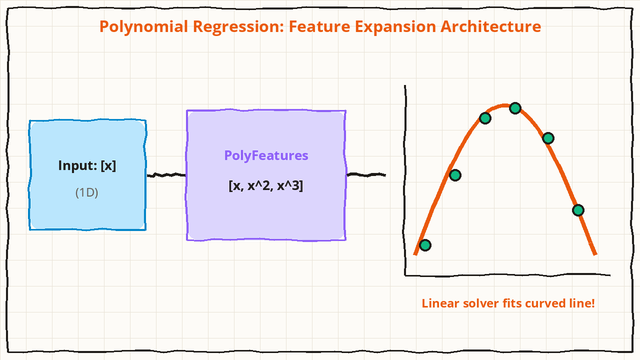 Polynomial Regression: Feature Expansion Architecture
Input: [x]
(1D)
PolyFeatures
[x, x^2, x^3]
Linear solver fits curved line!